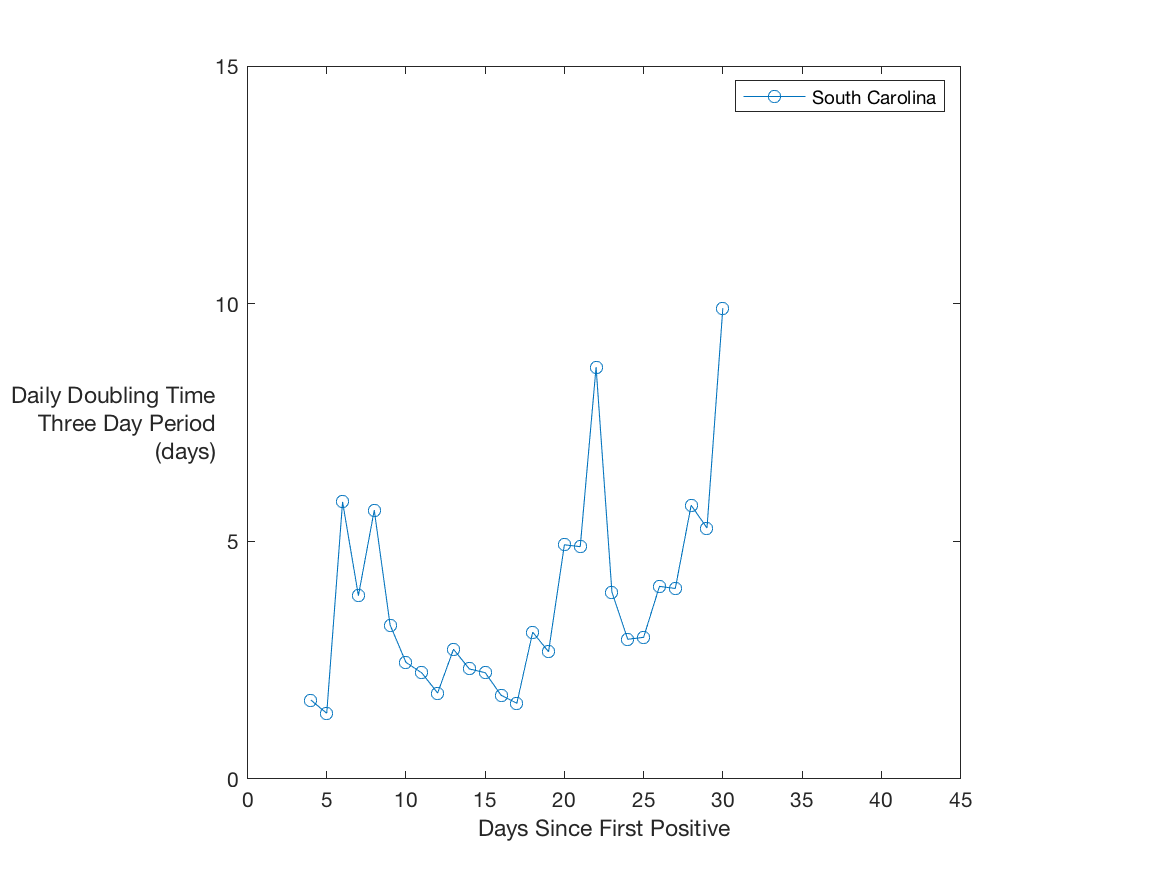 15
South Carolina
10
Daily Doubling Time
Three Day Period
(days)
5
0
0 5 10 15 20 25 30 35 40 45
Days Since First Positive